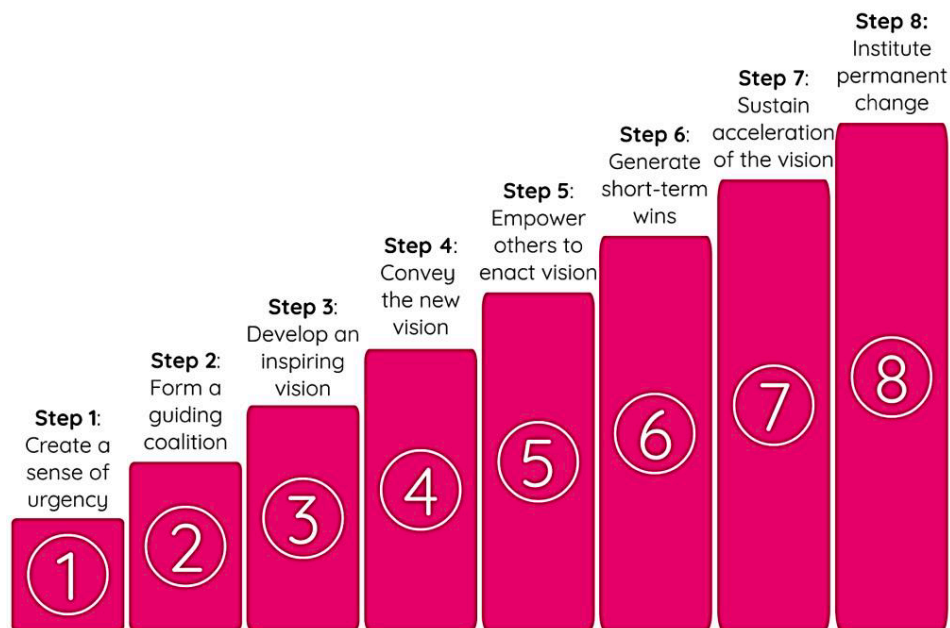 Step 1:
Create a
sense of
urgency
Step 2:
Form a
guiding
coalition
Step 3:
Develop an
inspiring
vision
Step 4:
Convey
the new
vision
Step 5:
Empower
others to
enact vision
Step 6:
Generate
short-term
wins
Step 7:
Sustain
acceleration
of the vision
Step 8:
Institute
permanent
change
1
2
3
4
5
6
7
8